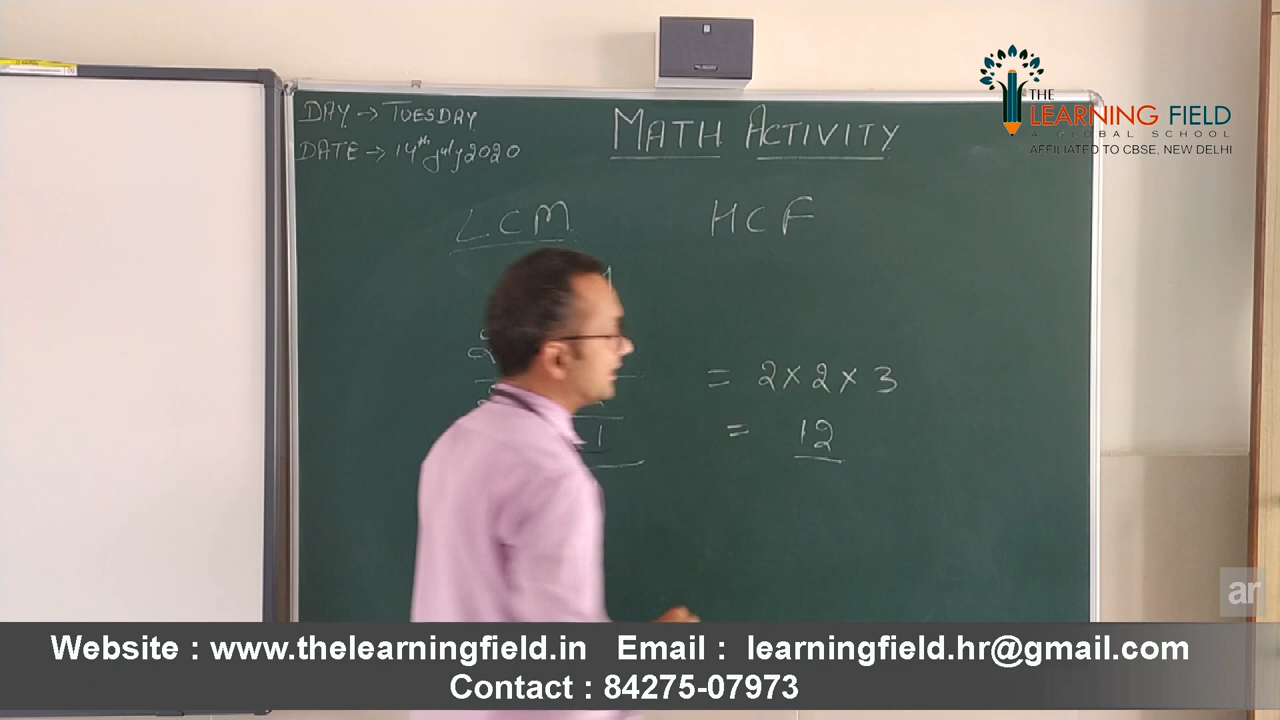 DAY → TUESDAY
DATE → 14th july 2020
MATH ACTIVITY
THE
LEARNING FIELD
A GLOBAL SCHOOL
AFFILIATED TO CBSE, NEW DELHI
LCM
HCF
= 2 × 2 × 3
1
= 12
ar
Website : www.thelearningfield.in Email : learningfield.hr@gmail.com
Contact : 84275-07973